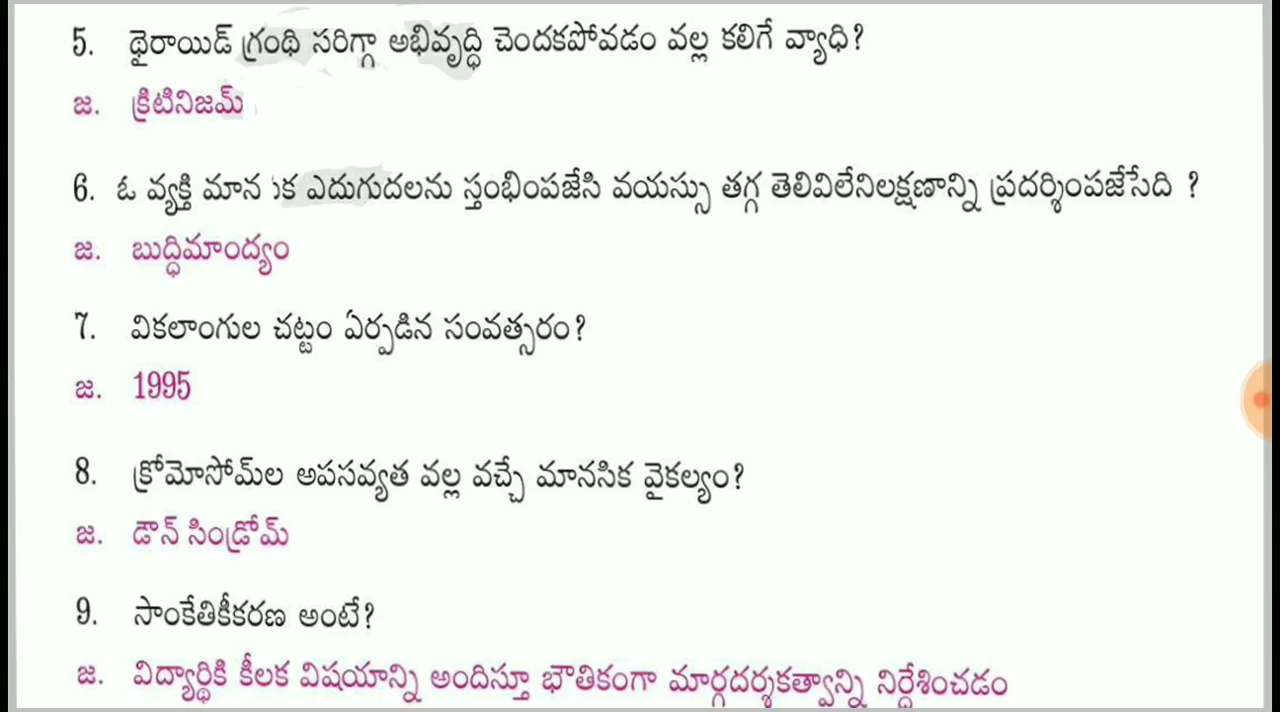 5. థైరాయిడ్ గ్రంథి సరిగ్గా అభివృద్ధి చెందకపోవడం వల్ల కలిగే వ్యాధి?
జ. క్రిటినిజమ్
6. ఓ వ్యక్తి మానసిక ఎదుగుదలను స్తంభింపజేసి వయస్సు తగ్గ తెలివిలేనిలక్షణాన్ని ప్రదర్శింపజేసేది ?
జ. బుద్ధిమాంద్యం
7. వికలాంగుల చట్టం ఏర్పడిన సంవత్సరం?
జ. 1995
8. క్రోమోసోమ్‌ల అపసవ్యత వల్ల వచ్చే మానసిక వైకల్యం?
జ. డౌన్ సిండ్రోమ్
9. సాంకేతికీకరణ అంటే?
జ. విద్యార్థికి కీలక విషయాన్ని అందిస్తూ భౌతికంగా మార్గదర్శకత్వాన్ని నిర్దేశించడం